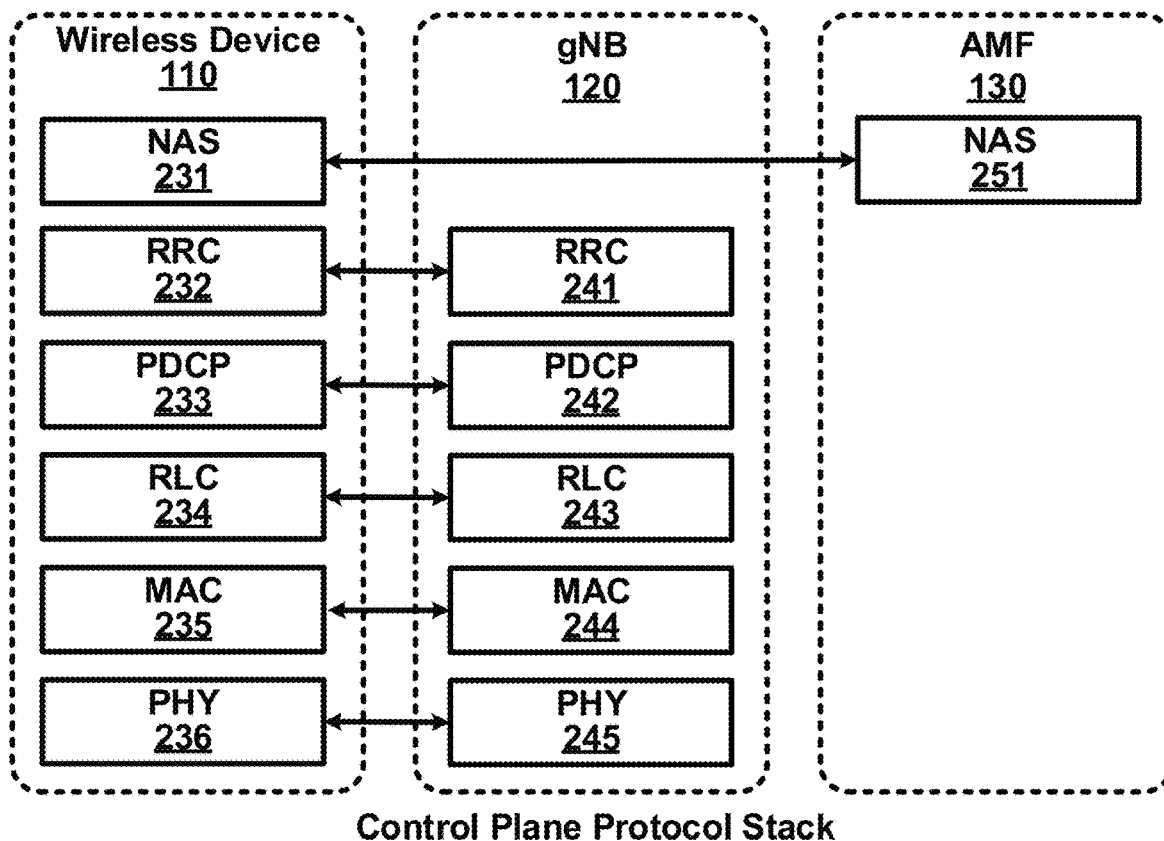 Wireless Device
110
gNB
120
AMF
130
NAS
231
NAS
251
RRC
232
RRC
241
PDCP
233
PDCP
242
RLC
234
RLC
243
MAC
235
MAC
244
PHY
236
PHY
245
Control Plane Protocol Stack